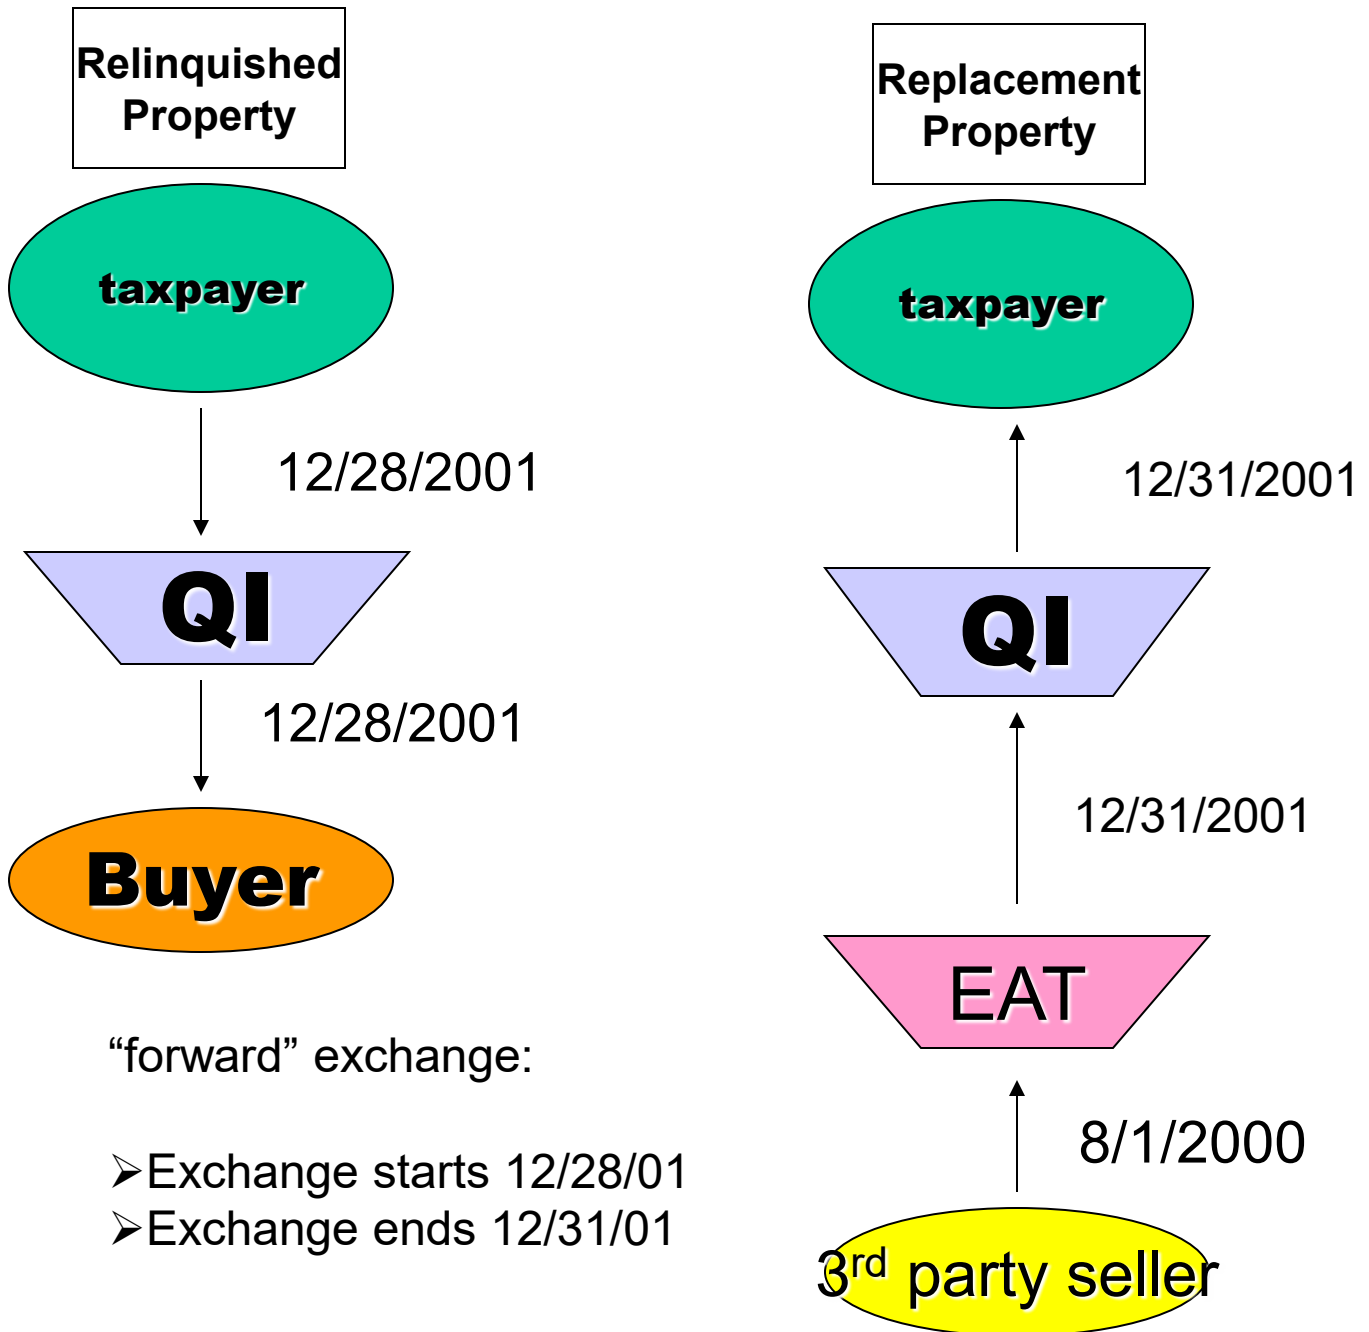 Relinquished
Property
taxpayer
12/28/2001
QI
12/28/2001
Buyer
“forward” exchange:
➢Exchange starts 12/28/01
➢Exchange ends 12/31/01
Replacement
Property
taxpayer
12/31/2001
QI
12/31/2001
EAT
8/1/2000
3rd party seller